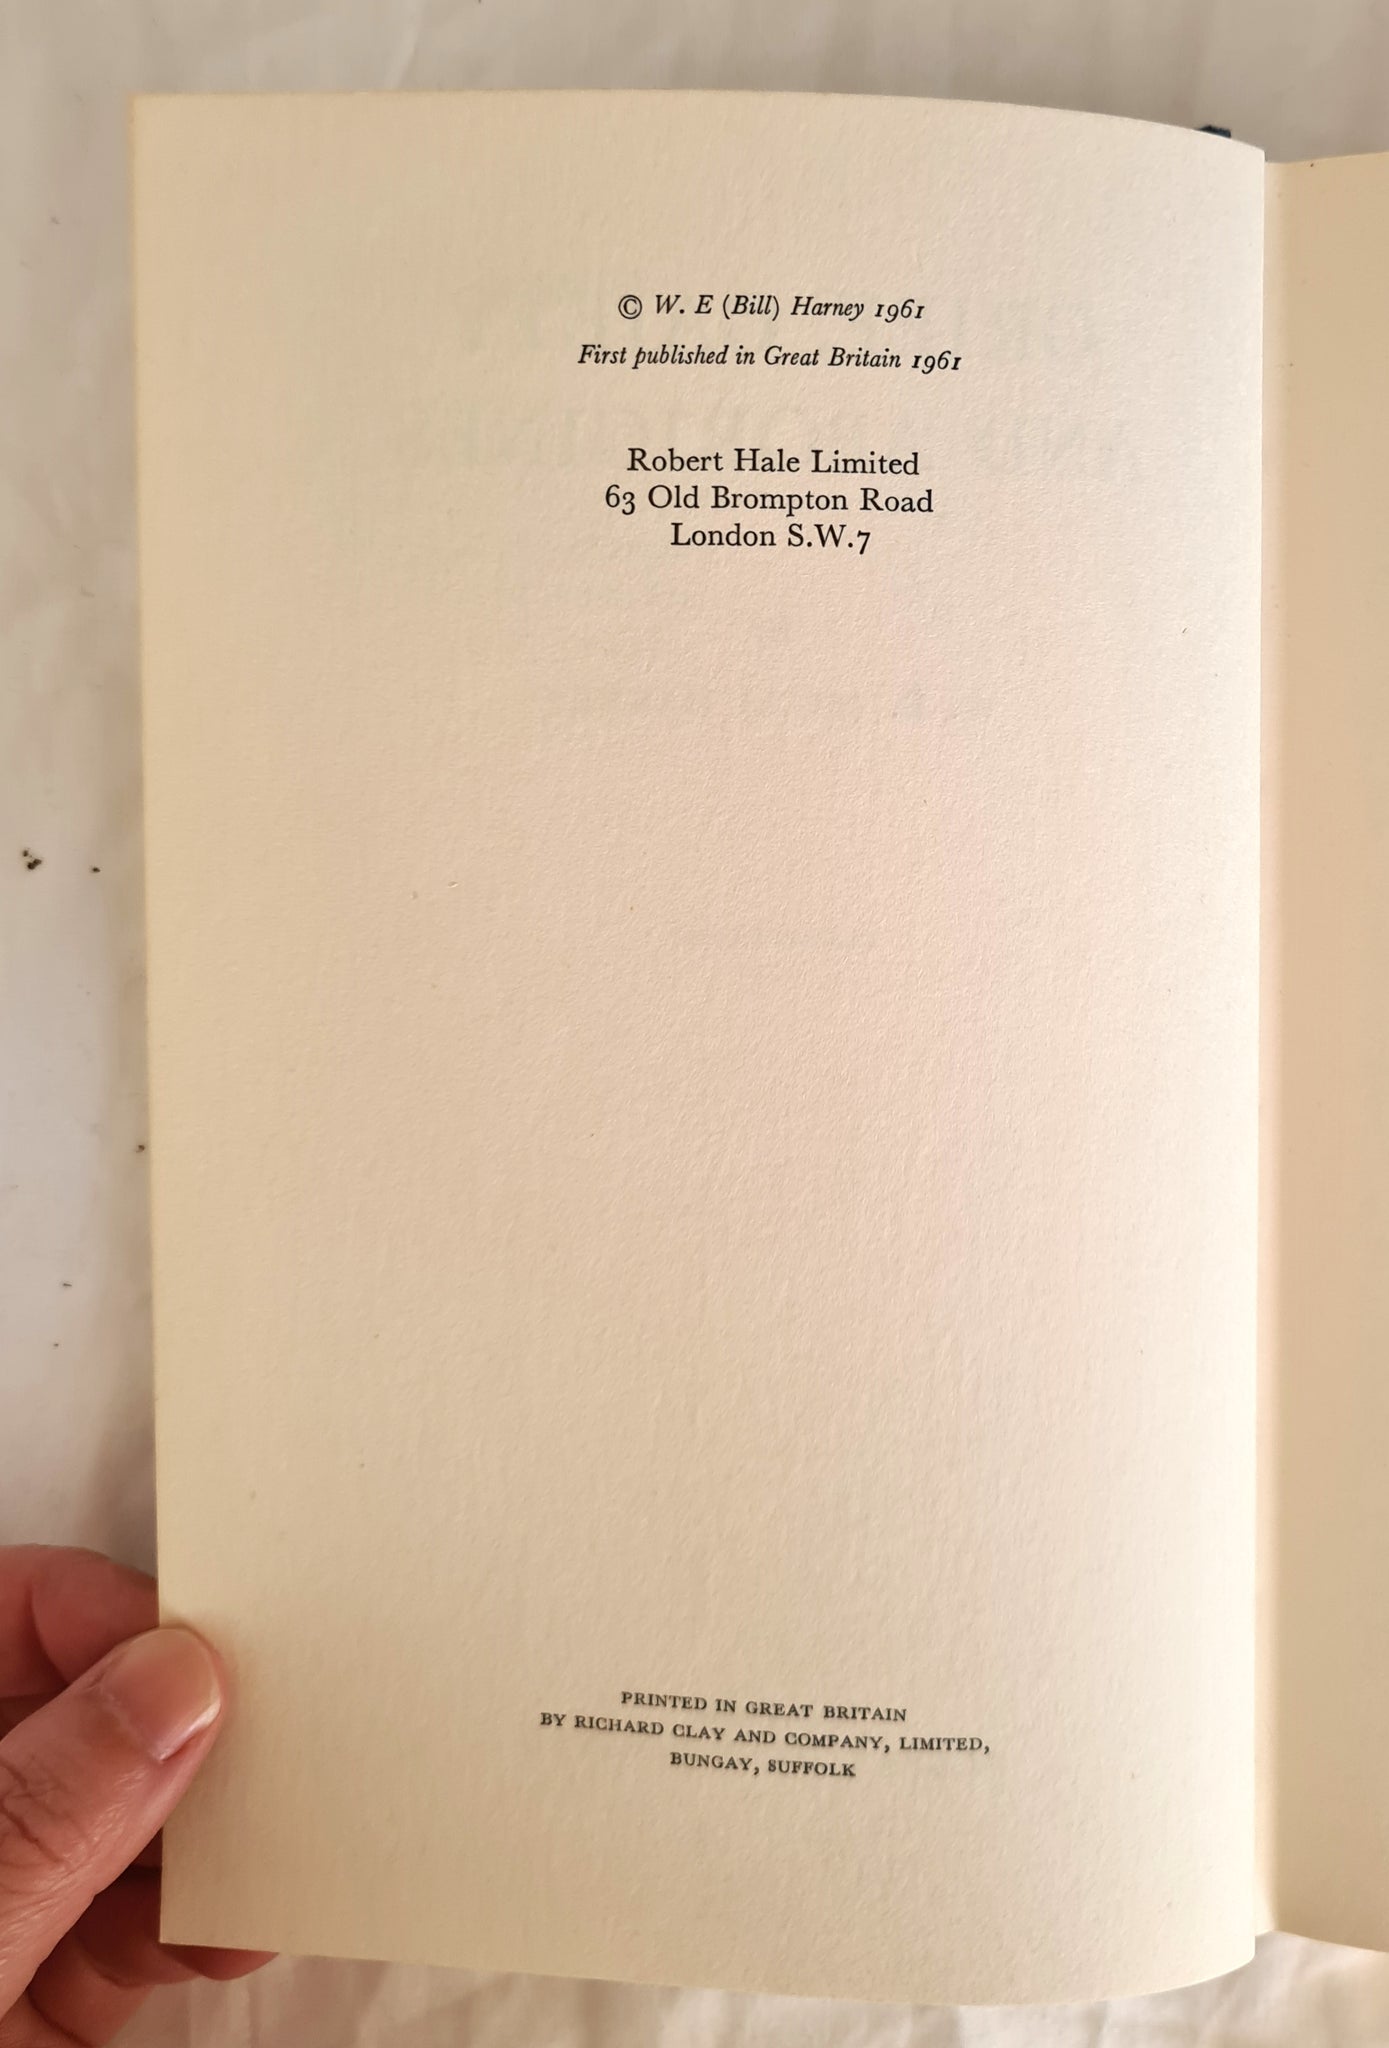 © W. E (Bill) Harney 1961
First published in Great Britain 1961
Robert Hale Limited
63 Old Brompton Road
London S.W.7
PRINTED IN GREAT BRITAIN
BY RICHARD CLAY AND COMPANY, LIMITED,
BUNGAY, SUFFOLK